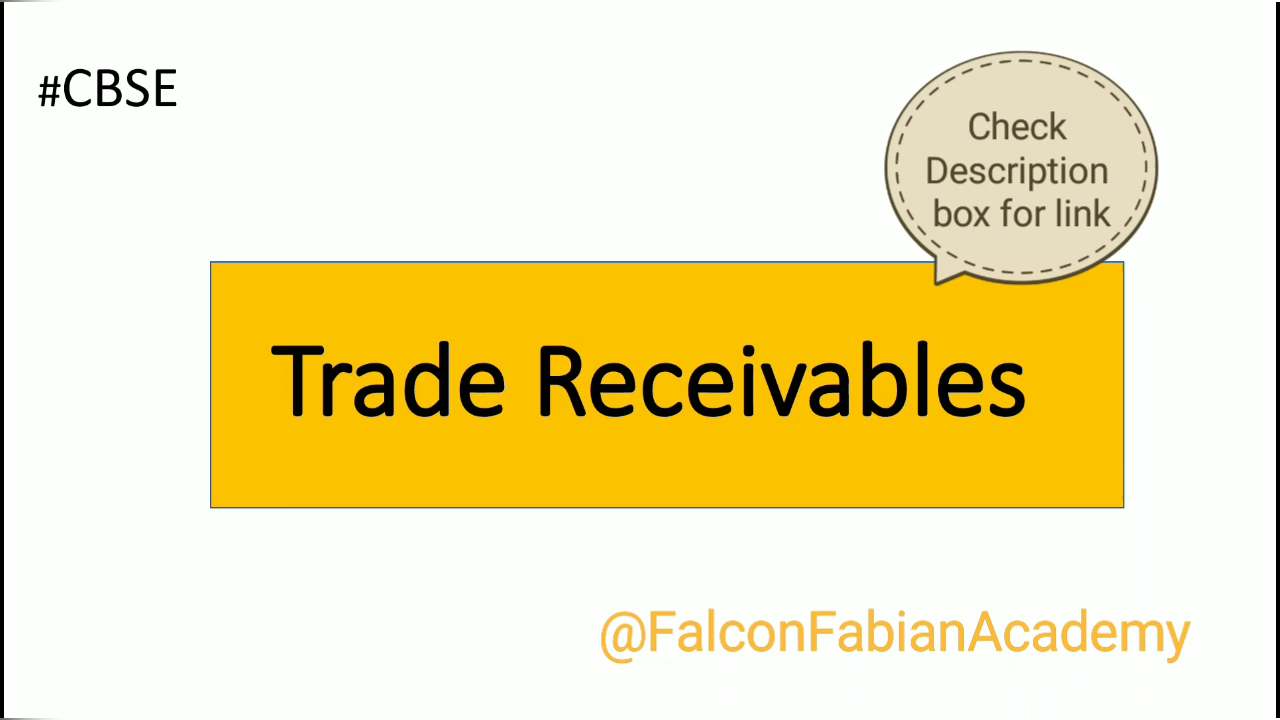 #CBSE
Check
Description
box for link
Trade Receivables
@FalconFabianAcademy